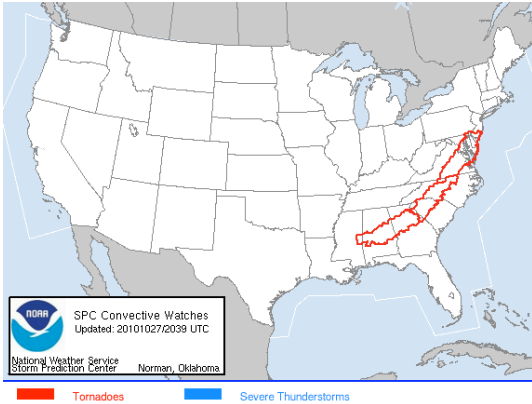 NOAA
SPC Convective Watches
Updated: 20101027/2039 UTC
National Weather Service
Storm Prediction Center Norman, Oklahoma
Tornadoes Severe Thunderstorms